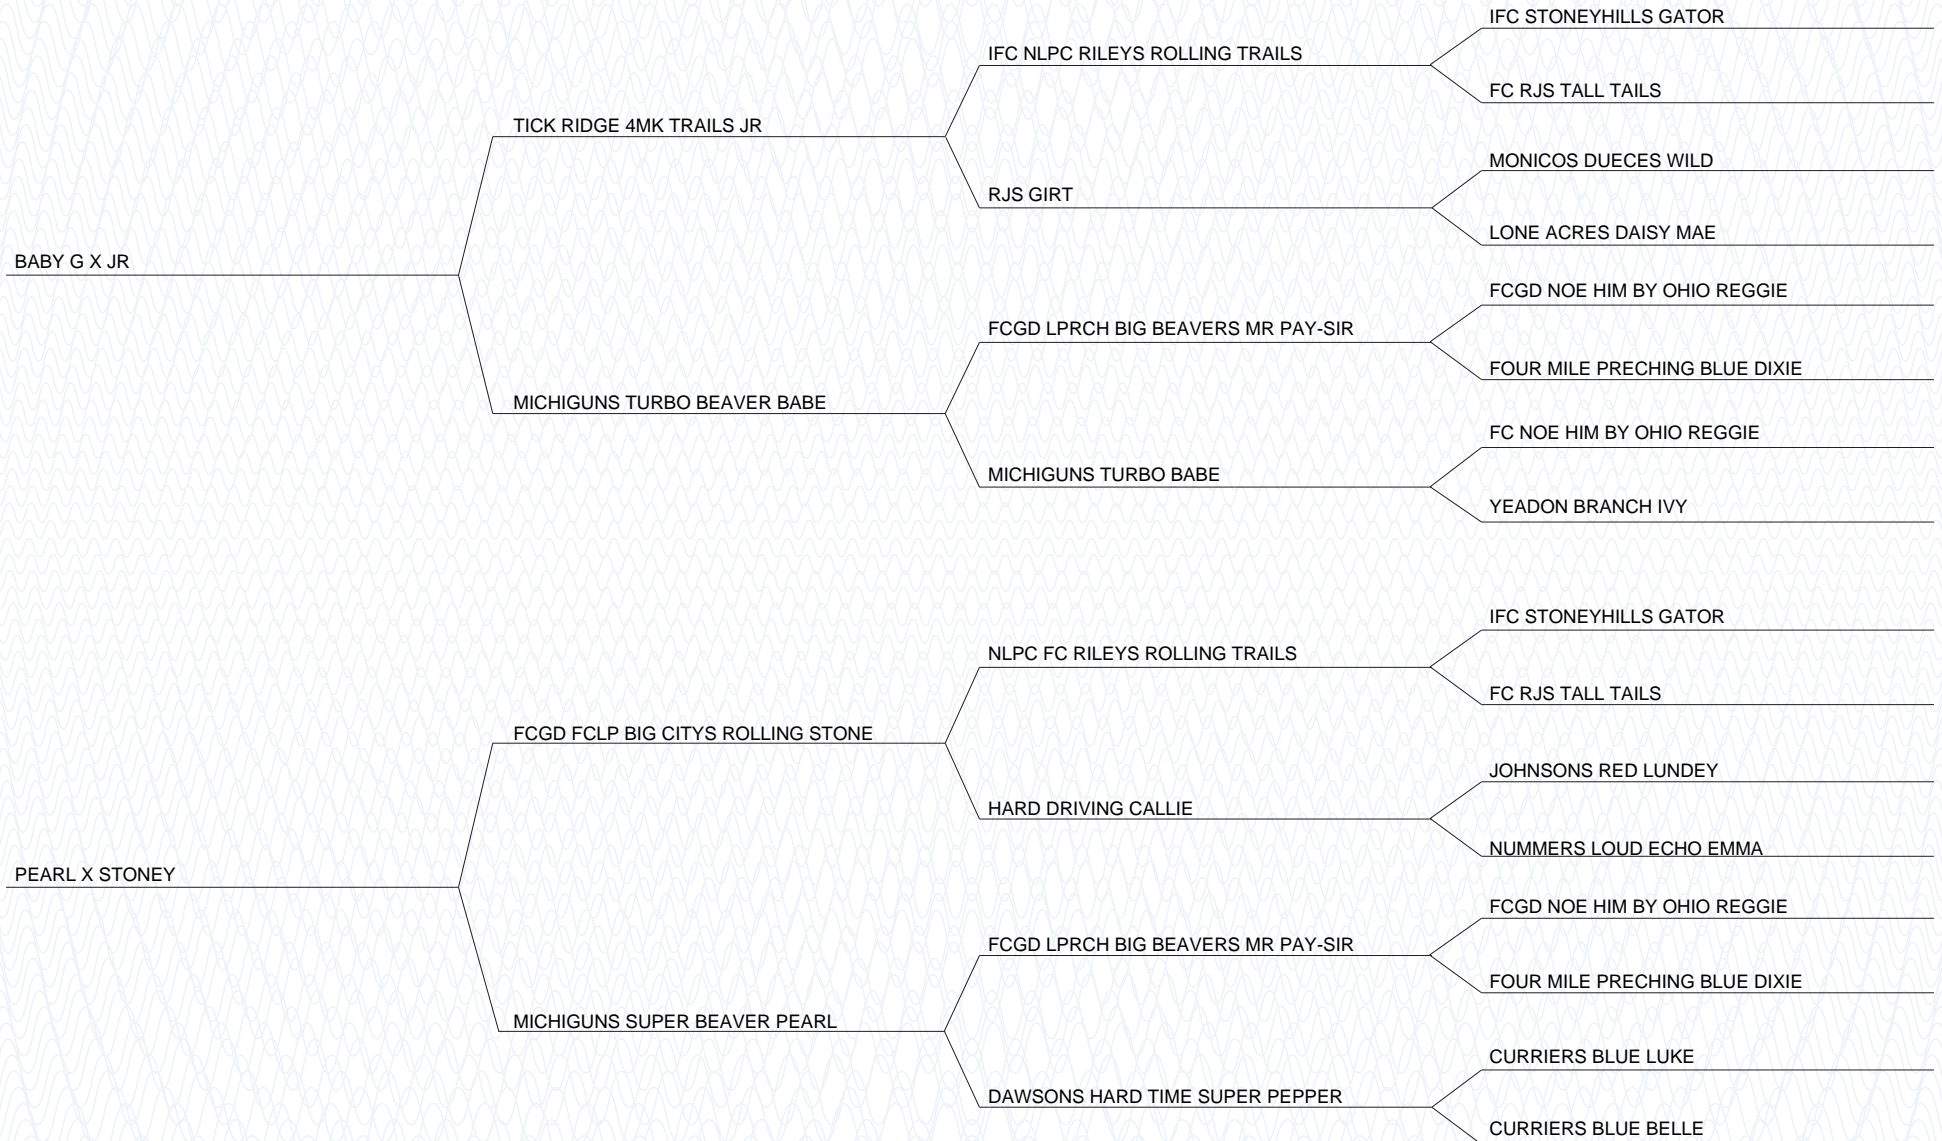 IFC STONEYHILLS GATOR
IFC NLPC RILEYS ROLLING TRAILS
FC RJS TALL TAILS
TICK RIDGE 4MK TRAILS JR
MONICOS DUECES WILD
RJS GIRT
LONE ACRES DAISY MAE
BABY G X JR
FCGD NOE HIM BY OHIO REGGIE
FCGD LPRCH BIG BEAVERS MR PAY-SIR
FOUR MILE PRECHING BLUE DIXIE
MICHIGUNS TURBO BEAVER BABE
FC NOE HIM BY OHIO REGGIE
MICHIGUNS TURBO BABE
YEADON BRANCH IVY
IFC STONEYHILLS GATOR
NLPC FC RILEYS ROLLING TRAILS
FC RJS TALL TAILS
FCGD FCLP BIG CITYS ROLLING STONE
JOHNSONS RED LUNDEY
HARD DRIVING CALLIE
NUMMERS LOUD ECHO EMMA
PEARL X STONEY
FCGD NOE HIM BY OHIO REGGIE
FCGD LPRCH BIG BEAVERS MR PAY-SIR
FOUR MILE PRECHING BLUE DIXIE
MICHIGUNS SUPER BEAVER PEARL
CURRIERS BLUE LUKE
DAWSONS HARD TIME SUPER PEPPER
CURRIERS BLUE BELLE